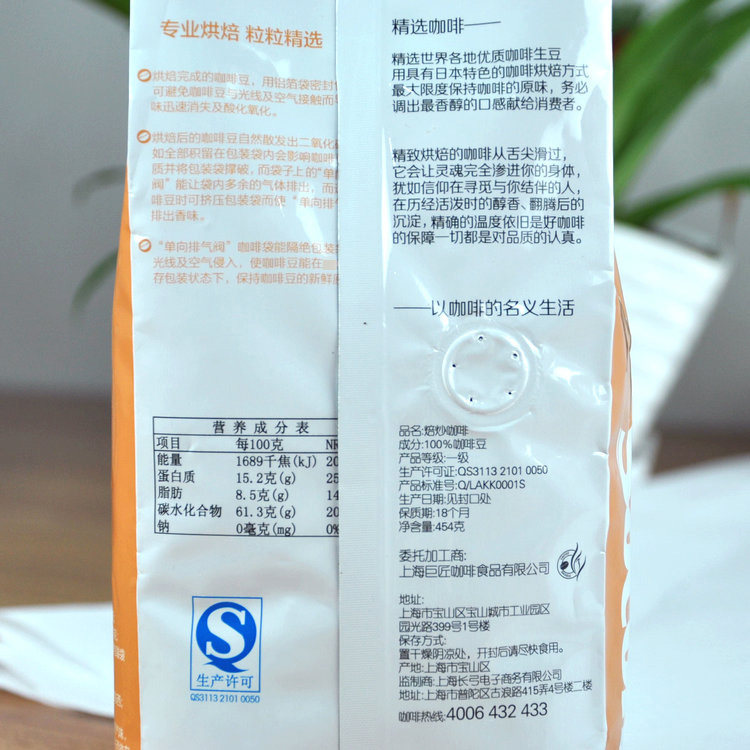 专业烘焙 粒粒精选
烘焙完成的咖啡豆，用铝箔袋密封
可避免咖啡豆与光线及空气接触而
味迅速消失及酸化氧化。
烘焙后的咖啡豆自然散发出二氧化
如全部积留在包装袋内会影响咖啡
质并将包装袋撑破，而袋子上的“单
阀”能让袋内多余的气体排出，而
啡豆时可挤压包装袋而使“单向排
排出香味。
“单向排气阀”咖啡袋能隔绝包装
光线及空气侵入，使咖啡豆能在
存包装状态下，保持咖啡豆的新鲜
营养成分表
项目 每100克 NR
能量 1689千焦(kJ) 20
蛋白质 15.2克(g) 25
脂肪 8.5克(g) 14
碳水化合物 61.3克(g) 20
钠 0毫克(mg) 0%
生产许可
QS3113 2101 0050
精选咖啡——
精选世界各地优质咖啡生豆
用具有日本特色的咖啡烘焙方式
最大限度保持咖啡的原味，务必
调出最香醇的口感献给消费者。
精致烘焙的咖啡从舌尖滑过，
它会让灵魂完全渗进你的身体，
犹如信仰在寻觅与你结伴的人，
在历经活泼时的醇香、翻腾后的
沉淀，精确的温度依旧是好咖啡
的保障一切都是对品质的认真。
——以咖啡的名义生活
品名:焙炒咖啡
成分:100%咖啡豆
产品等级:一级
生产许可证:QS3113 2101 0050
产品标准号:Q/LAKK0001S
生产日期:见封口处
保质期:18个月
净含量:454克
委托加工商:
上海巨匠咖啡食品有限公司
地址:
上海市宝山区宝山城市工业园区
园光路399号1号楼
保存方式:
置干燥阴凉处，开封后请尽快食用。
产地:上海市宝山区
监制商:上海长弓电子商务有限公司
地址:上海市普陀区古浪路415弄4号楼二楼
咖啡热线:4006 432 433